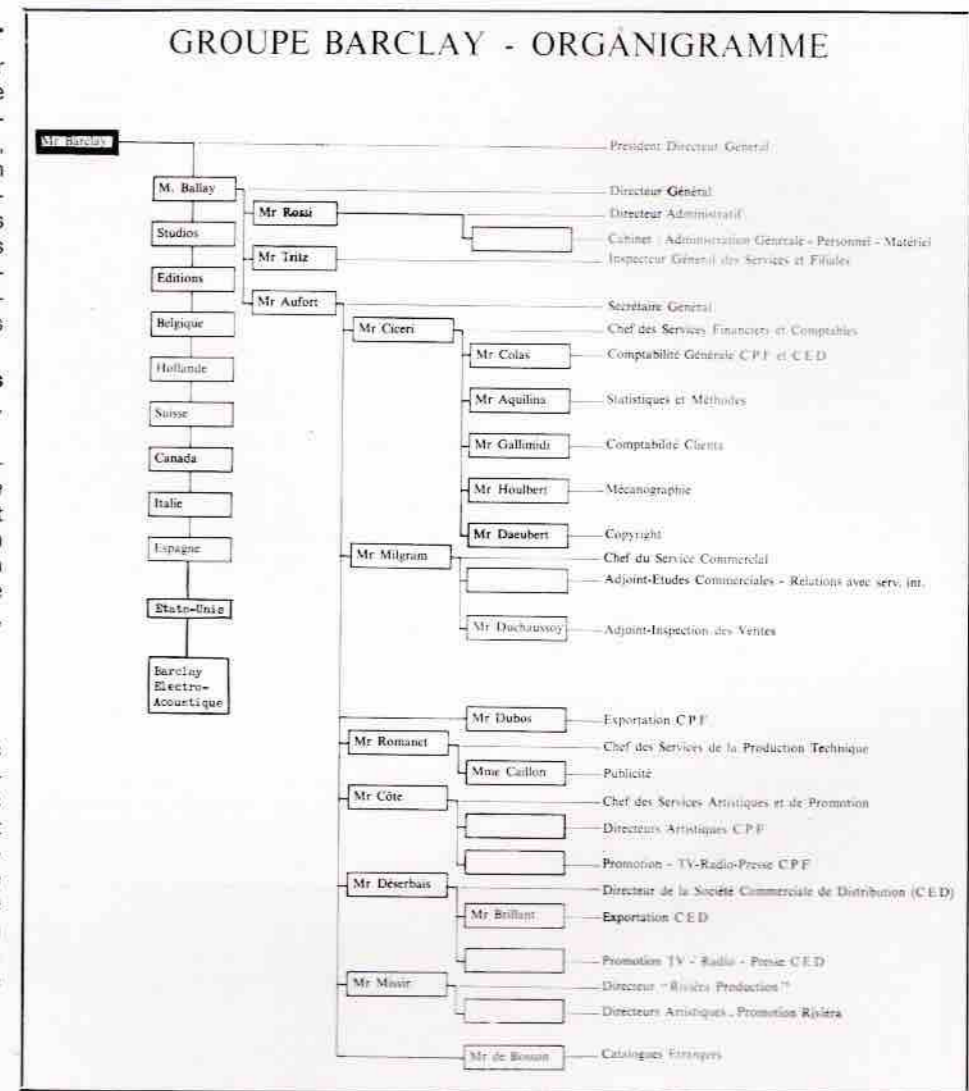 GROUPE BARCLAY - ORGANIGRAMME
Mr Barclay
President Directeur General
M. Ballay
Directeur Général
Mr Rossi
Directeur Administratif
Cabinet : Administration Générale - Personnel - Matériel
Studios
Mr Tritz
Inspecteur Général des Services et Filiales
Editions
Mr Aufort
Secrétaire General
Belgique
Mr Ciceri
Chef des Services Financiers et Comptables
Mr Colas
Comptabilité Générale C.P.F et C.E.D
Hollande
Mr Aquilina
Statistiques et Méthodes
Suisse
Mr Gallimidi
Comptabilité Clients
Canada
Mr Houlbert
Mécanographie
Italie
Mr Daeubert
Copyright
Espagne
Mr Milgram
Chef du Service Commercial
Adjoint-Etudes Commerciales - Relations avec serv. int.
Etats-Unis
Mr Duchaussoy
Adjoint-Inspection des Ventes
Barclay
Electro-
Acoustique
Mr Dubos
Exportation C.P.F
Mr Romanet
Chef des Services de la Production Technique
Mme Caillon
Publicité
Mr Côte
Chef des Services Artistiques et de Promotion
Directeurs Artistiques C.P.F
Promotion - TV-Radio-Presse C.P.F
Mr Déserbais
Directeur de la Société Commerciale de Distribution (C.E.D)
Mr Brillant
Exportation C.E.D
Promotion TV - Radio - Presse C.E.D
Mr Missir
Directeur "Riviéra Production"
Directeurs Artistiques . Promotion Riviéra
Mr de
Catalogues Etrangers